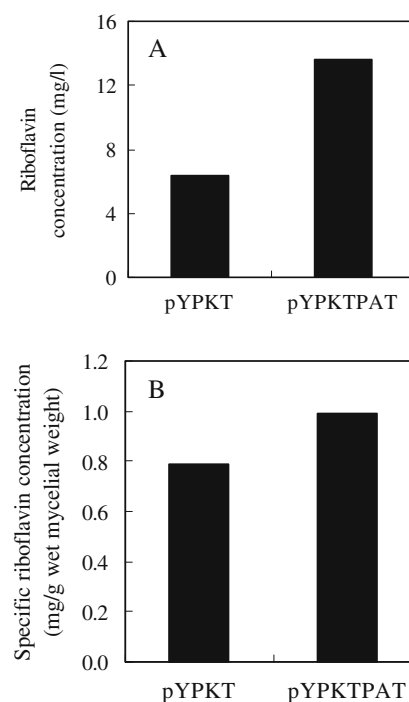 Riboflavin
concentration (mg/l)
16
12
8
4
0
A
pYPKT
pYPKTPAT
Specific riboflavin concentration
(mg/g wet mycelial weight)
1.2
1.0
0.8
0.6
0.4
0.2
0.0
B
pYPKT
pYPKTPAT